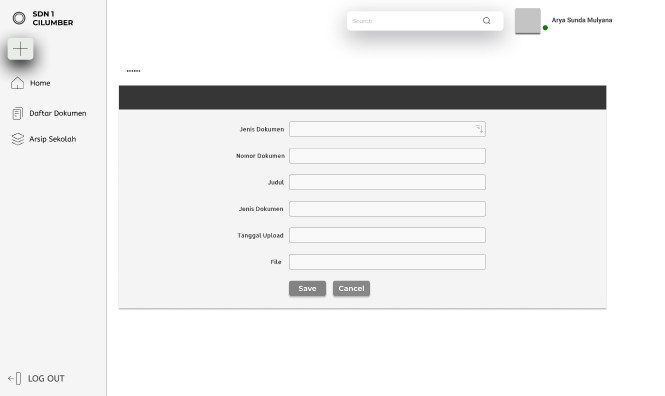 SDN 1
CILUMBER
Search
Arya Sunda Mulyana
Home
Daftar Dokumen
Arsip Sekolah
......
Jenis Dokumen
Nomor Dokumen
Judul
Jenis Dokumen
Tanggal Upload
File
Save
Cancel
LOG OUT